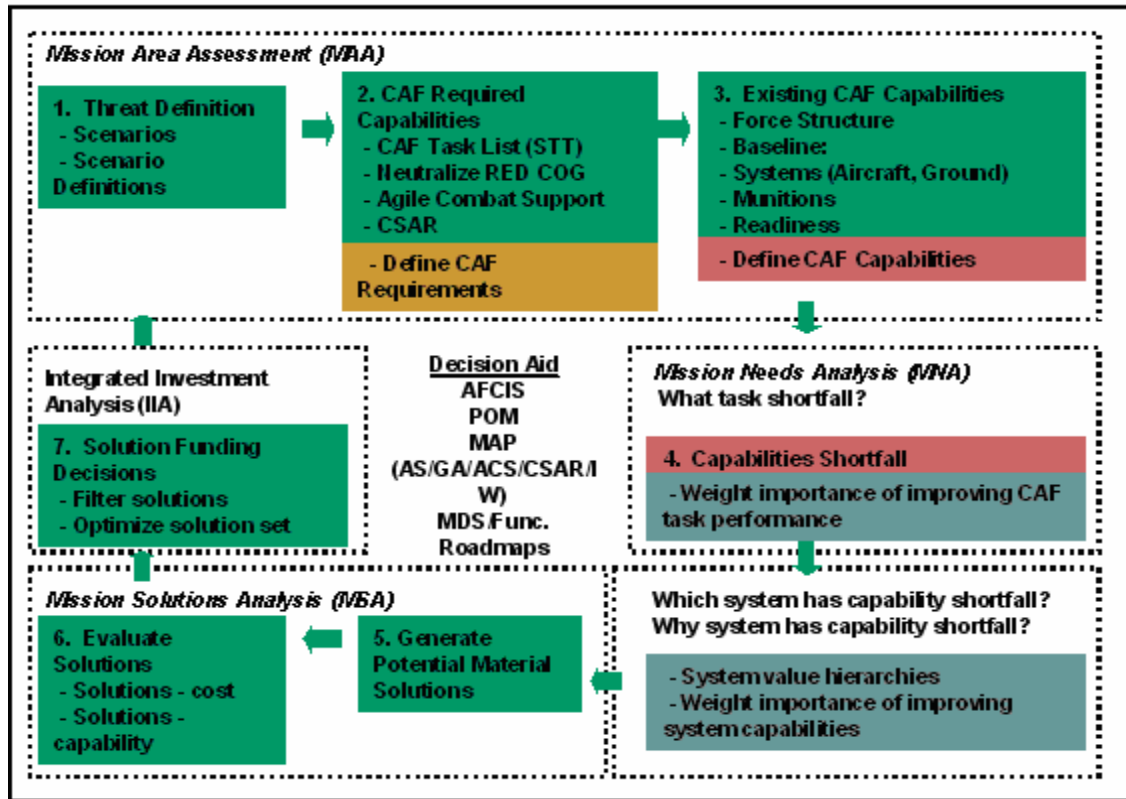 Mission Area Assessment (MAA)
1. Threat Definition
- Scenarios
- Scenario
Definitions
2. CAF Required
Capabilities
- CAF Task List (STT)
- Neutralize RED COG
- Agile Combat Support
- CSAR
- Define CAF
Requirements
3. Existing CAF Capabilities
- Force Structure
- Baseline:
- Systems (Aircraft, Ground)
- Munitions
- Readiness
- Define CAF Capabilities
Integrated Investment
Analysis (IIA)
7. Solution Funding
Decisions
- Filter solutions
- Optimize solution set
Decision Aid
AFCIS
POM
MAP
(AS/GA/ACS/CSAR/I
W)
MDS/Func.
Roadmaps
Mission Needs Analysis (MNA)
What task shortfall?
4. Capabilities Shortfall
- Weight importance of improving CAF
task performance
Mission Solutions Analysis (MSA)
6. Evaluate
Solutions
- Solutions - cost
- Solutions -
capability
5. Generate
Potential Material
Solutions
Which system has capability shortfall?
Why system has capability shortfall?
- System value hierarchies
- Weight importance of improving
system capabilities